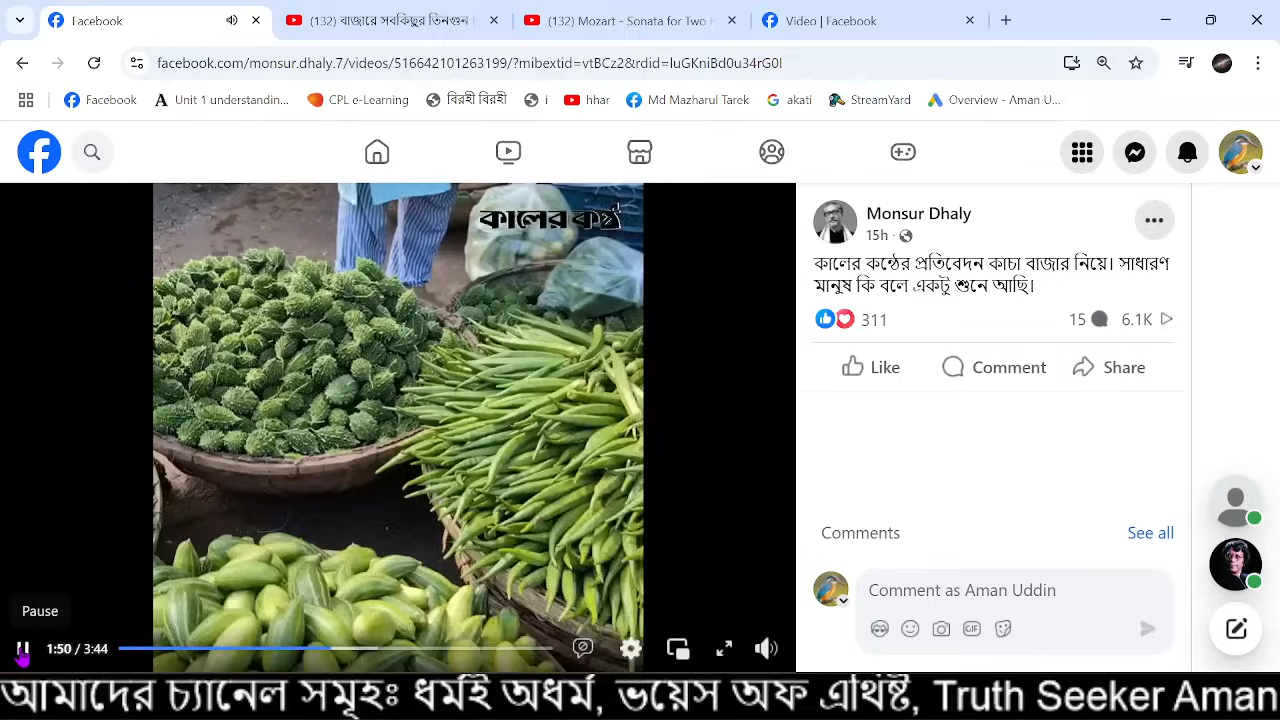 Facebook
(132) বাজারে সবকিছুর তিনগুন
(132) Mozart - Sonata for Two
Video | Facebook
facebook.com/monsur.dhaly.7/videos/516642101263199/?mibextid=vtBCz2&rdid=IuGKniBd0u34rG0I
Facebook
Unit 1 understandin...
CPL e-Learning
বিরহী বিরহী
i
hhar
Md Mazharul Tarek
akati
StreamYard
Overview - Aman U...
কালের কণ্ঠ
Monsur Dhaly
15h ·
কালের কন্ঠের প্রতিবেদন কাচা বাজার নিয়ে। সাধারণ
মানুষ কি বলে একটু শুনে আছি।
311
15
6.1K
Like
Comment
Share
Comments
See all
Comment as Aman Uddin
GIF
Pause
1:50 / 3:44
আমাদের চ্যানেল সমূহঃ ধর্মই অধর্ম, ভয়েস অফ এথিষ্ট, Truth Seeker Aman